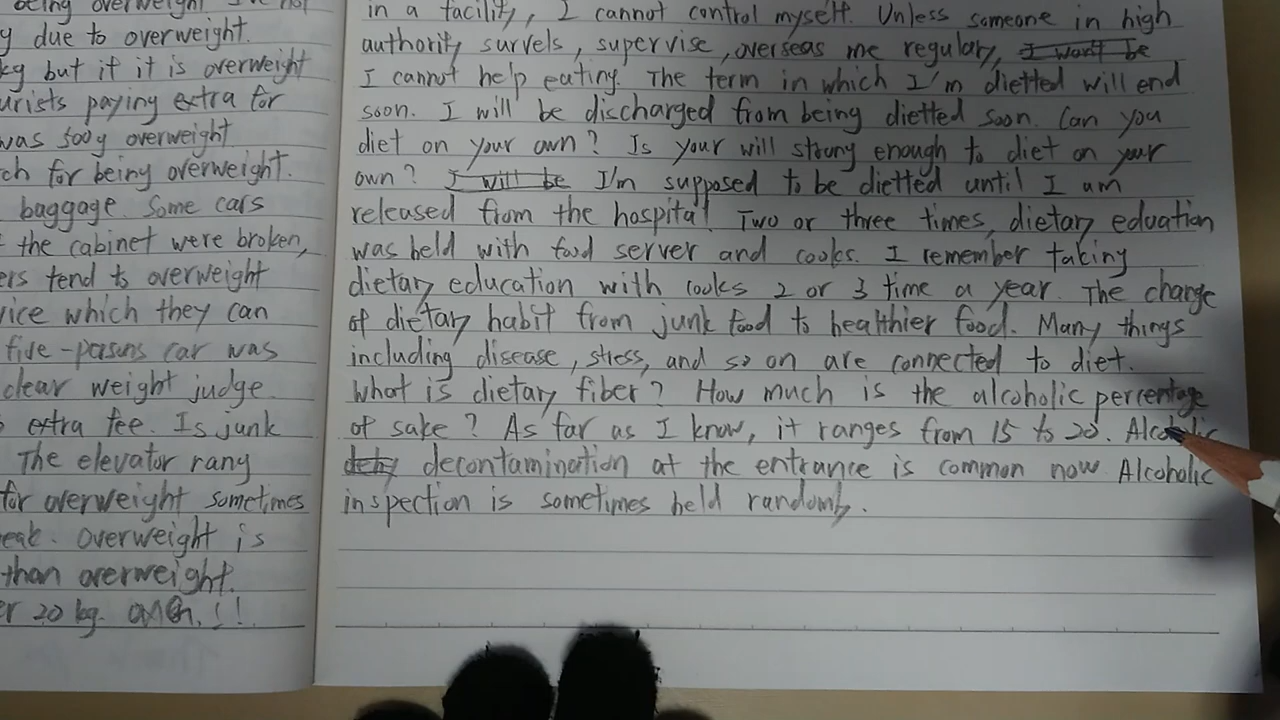 being overweight I've not
y due to overweight.
kg but if it is overweight
urists paying extra for
was 500g overweight
ch for being overweight.
baggage. Some cars
the cabinet were broken,
ers tend to overweight
vice which they can
five-persons car was
clear weight judge.
extra fee. Is junk
The elevator rang
for overweight sometimes
eak. Overweight is
than overweight.
er 20 kg. OMG.!!
in a facility, I cannot control myself. Unless someone in high
authority survels, supervise, overseas me regulary, I won't be
I cannot help eating. The term in which I'm dietted will end
soon. I will be discharged from being dietted soon. Can you
diet on your own? Is your will strong enough to diet on your
own? I will be I'm supposed to be dietted until I am
released from the hospital. Two or three times, dietary eduation
was held with food server and cooks. I remember taking
dietary education with cooks 2 or 3 time a year. The change
of dietary habit from junk food to healthier food. Many things
including disease, stress, and so on are connected to diet.
What is dietary fiber? How much is the alcoholic percentage
of sake? As far as I know, it ranges from 15 to 20. Alcoholic
decontamination at the entrance is common now. Alcoholic
inspection is sometimes held randomly.